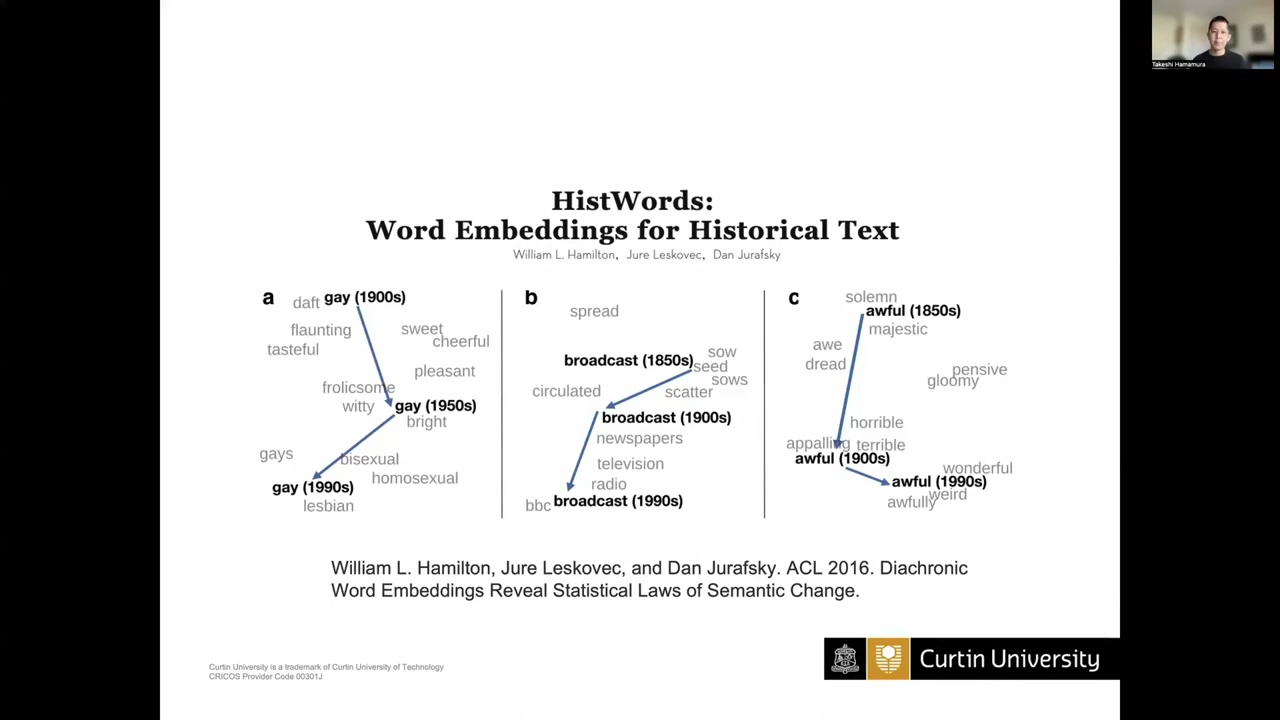 Takeshi Hamamura
HistWords:
Word Embeddings for Historical Text
William L. Hamilton, Jure Leskovec, Dan Jurafsky
a
daft gay (1900s)
flaunting
sweet
tasteful
cheerful
pleasant
frolicsome
witty
gay (1950s)
bright
gays
bisexual
homosexual
gay (1990s)
lesbian
b
spread
broadcast (1850s)
sow
seed
sows
circulated
scatter
broadcast (1900s)
newspapers
television
radio
bbc broadcast (1990s)
c
solemn
awful (1850s)
majestic
awe
dread
pensive
gloomy
horrible
appalling terrible
awful (1900s)
wonderful
awful (1990s)
weird
awfully
William L. Hamilton, Jure Leskovec, and Dan Jurafsky. ACL 2016. Diachronic
Word Embeddings Reveal Statistical Laws of Semantic Change.
Curtin University is a trademark of Curtin University of Technology
CRICOS Provider Code 00301J
Curtin University